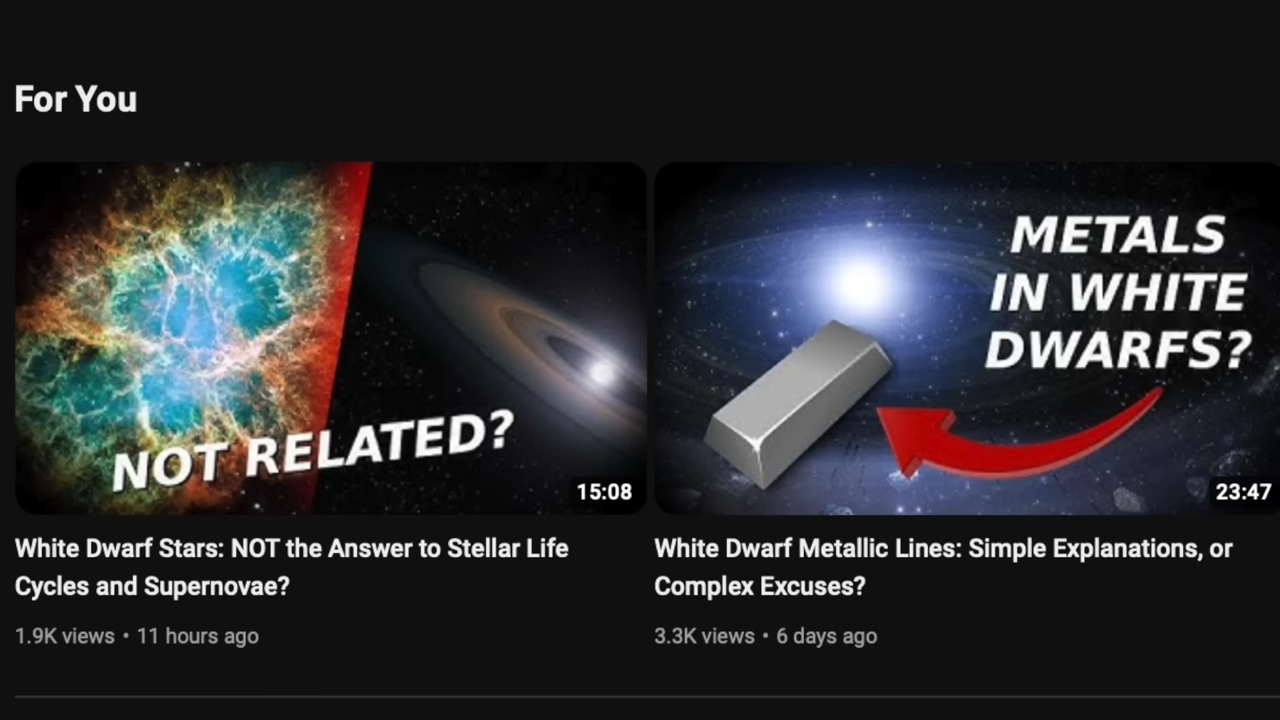 For You
NOT RELATED?
15:08
METALS
IN WHITE
DWARFS?
23:47
White Dwarf Stars: NOT the Answer to Stellar Life
Cycles and Supernovae?
1.9K views • 11 hours ago
White Dwarf Metallic Lines: Simple Explanations, or
Complex Excuses?
3.3K views • 6 days ago